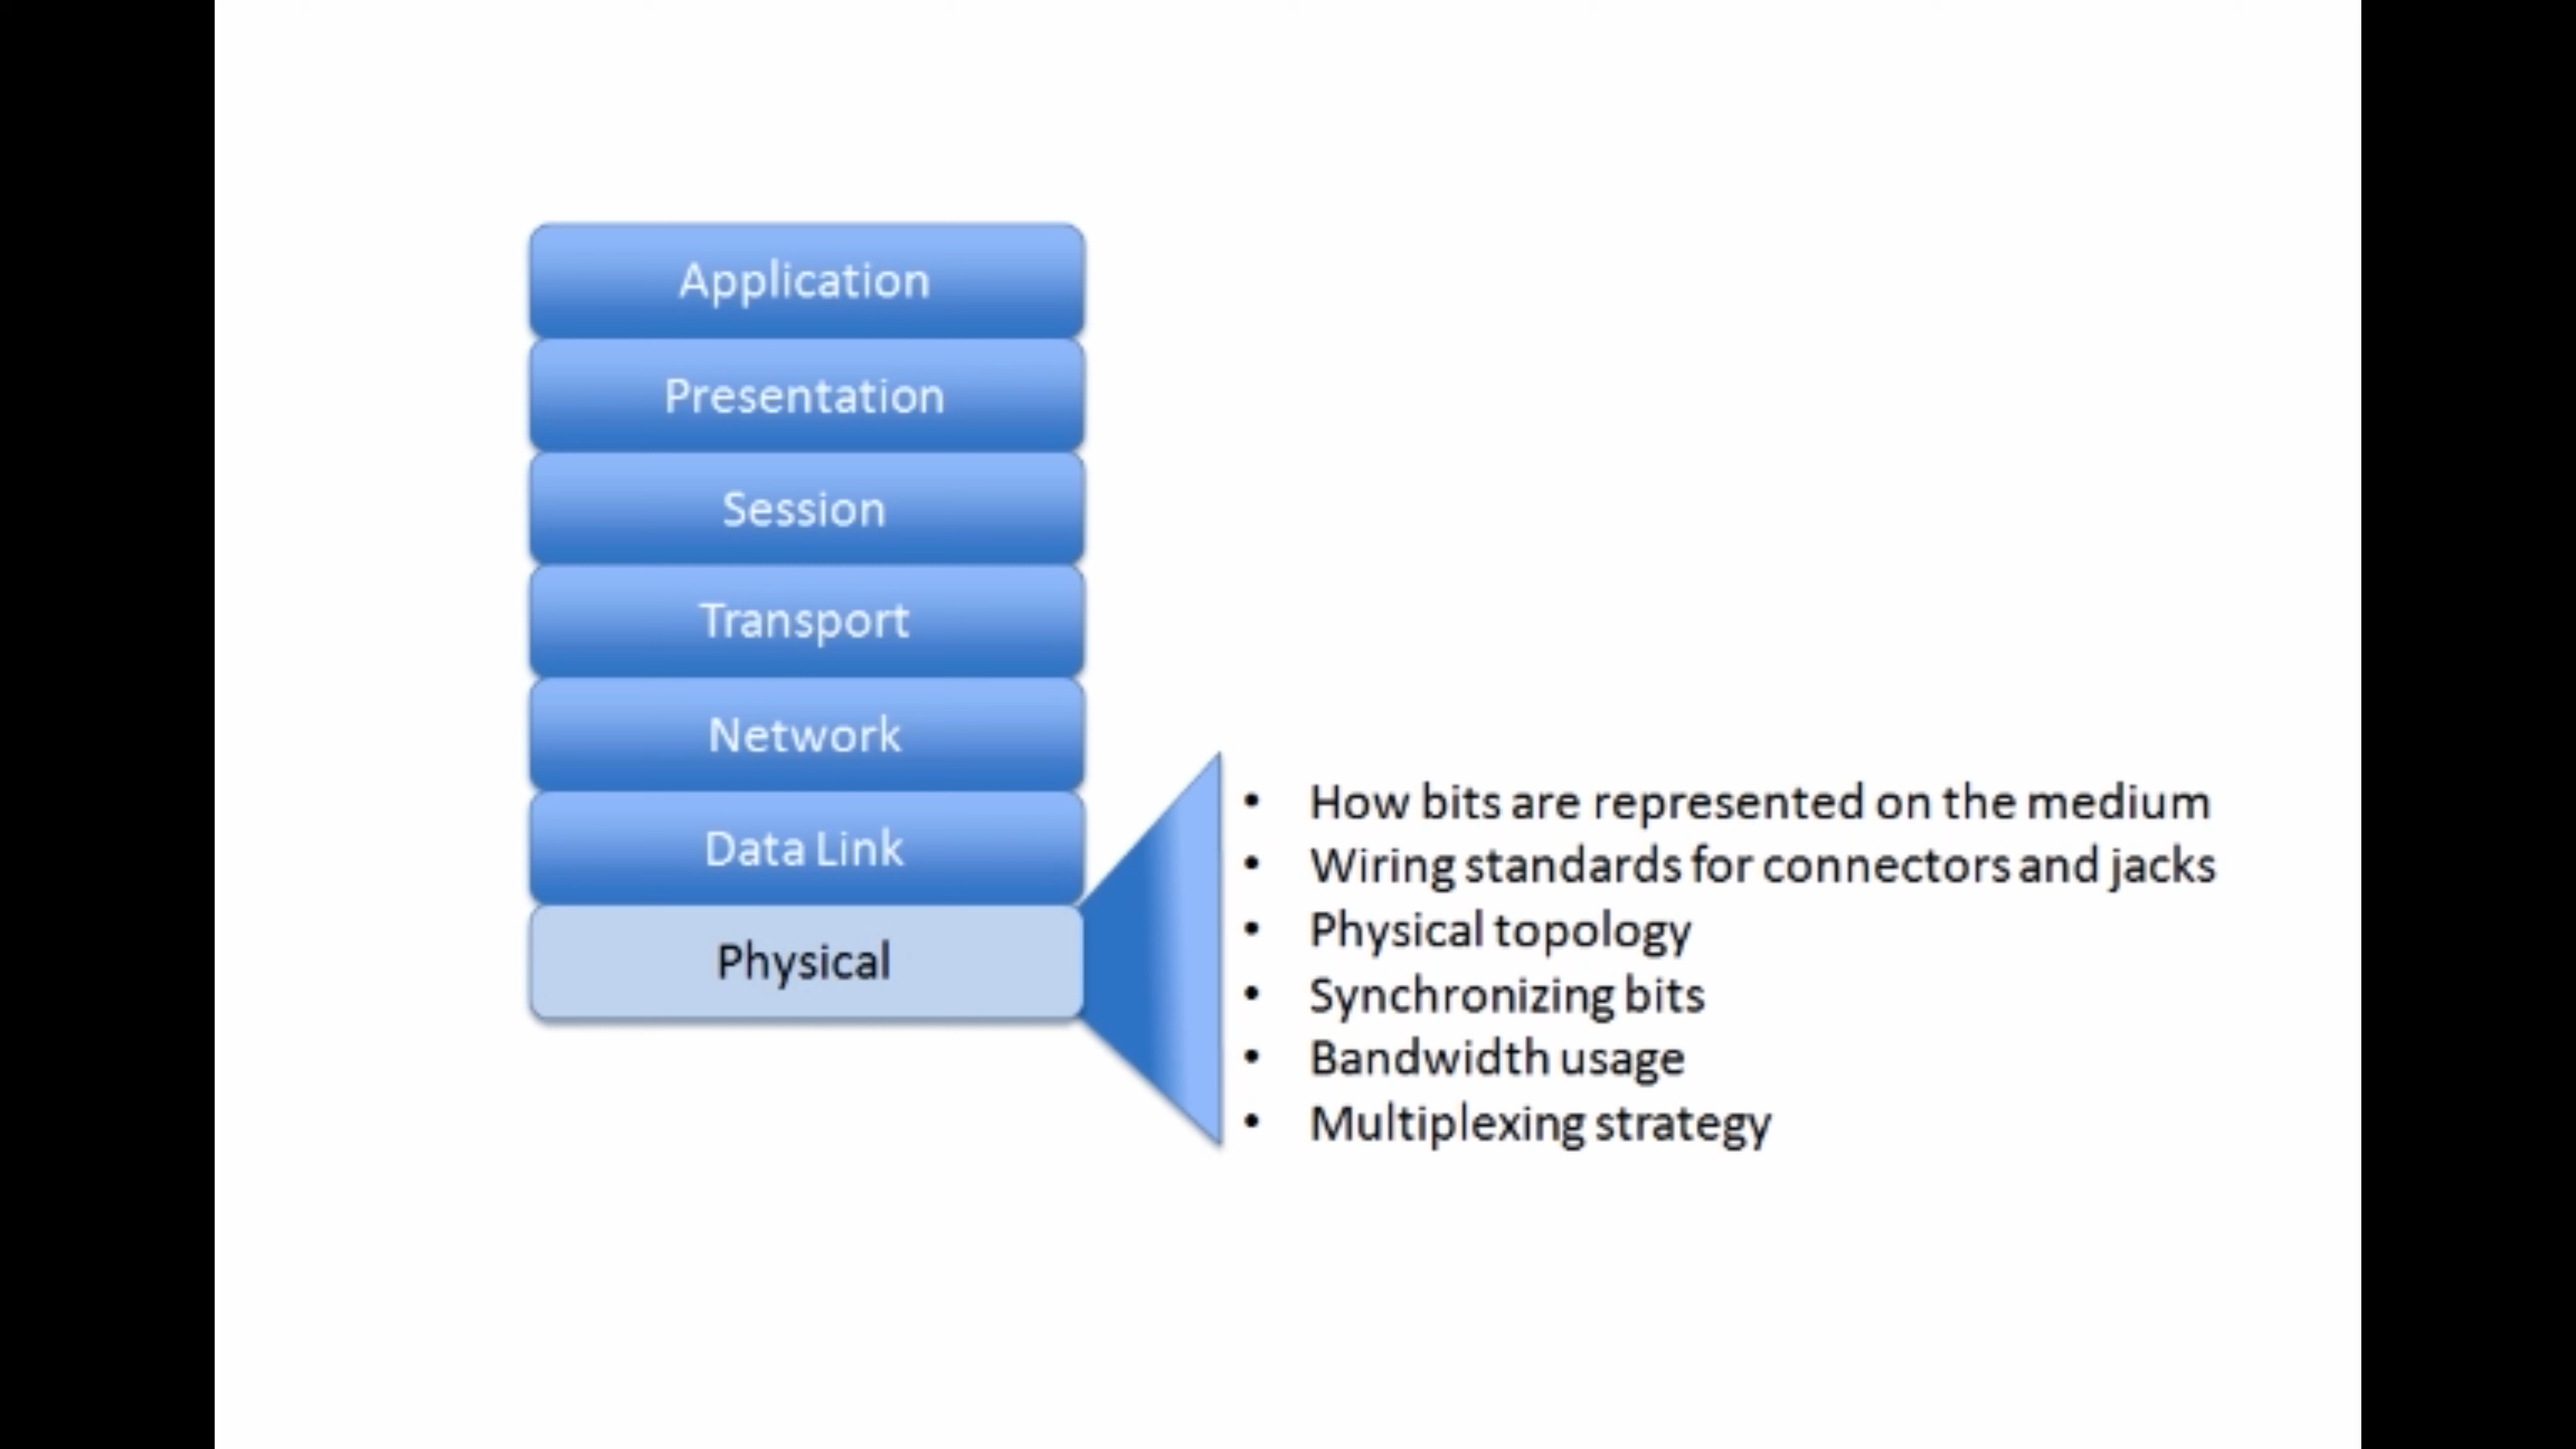 Application
Presentation
Session
Transport
Network
Data Link
Physical
• How bits are represented on the medium
• Wiring standards for connectors and jacks
• Physical topology
• Synchronizing bits
• Bandwidth usage
• Multiplexing strategy